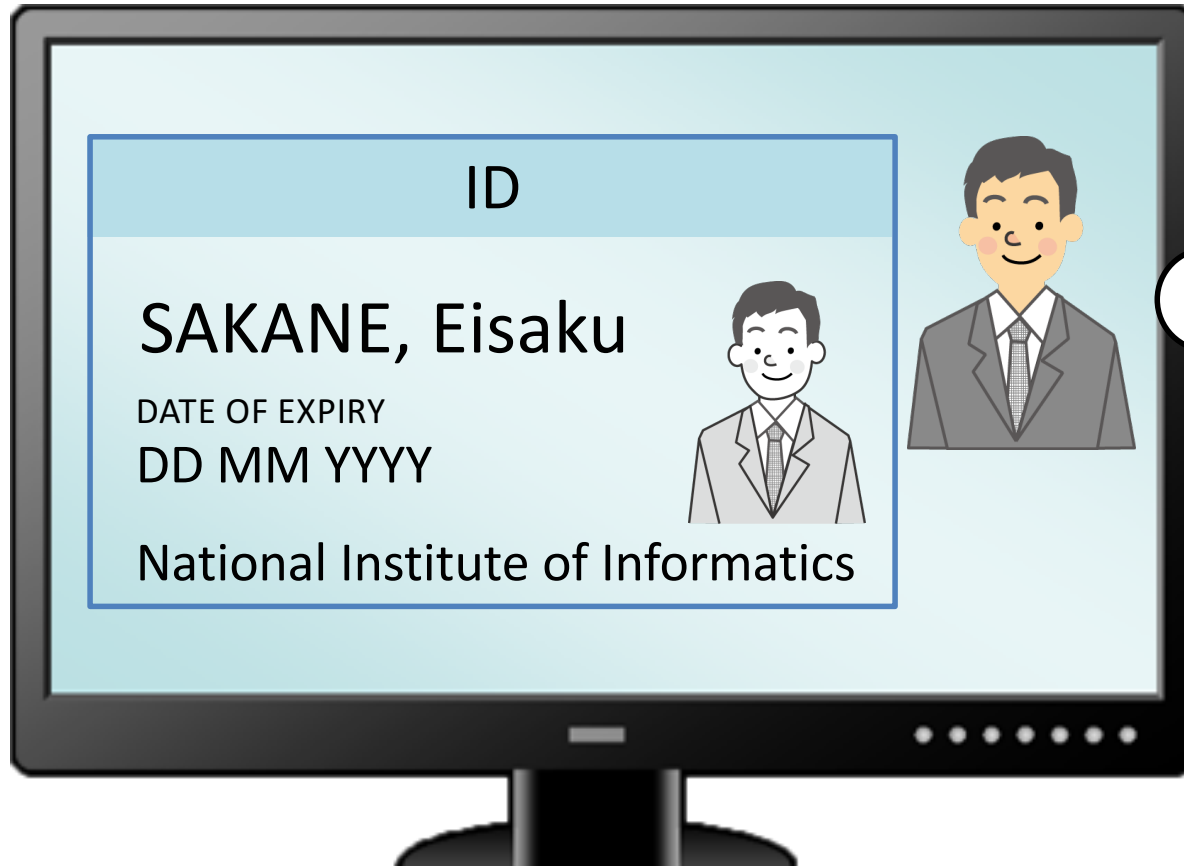 ID
SAKANE, Eisaku
DATE OF EXPIRY
DD MM YYYY
National Institute of Informatics